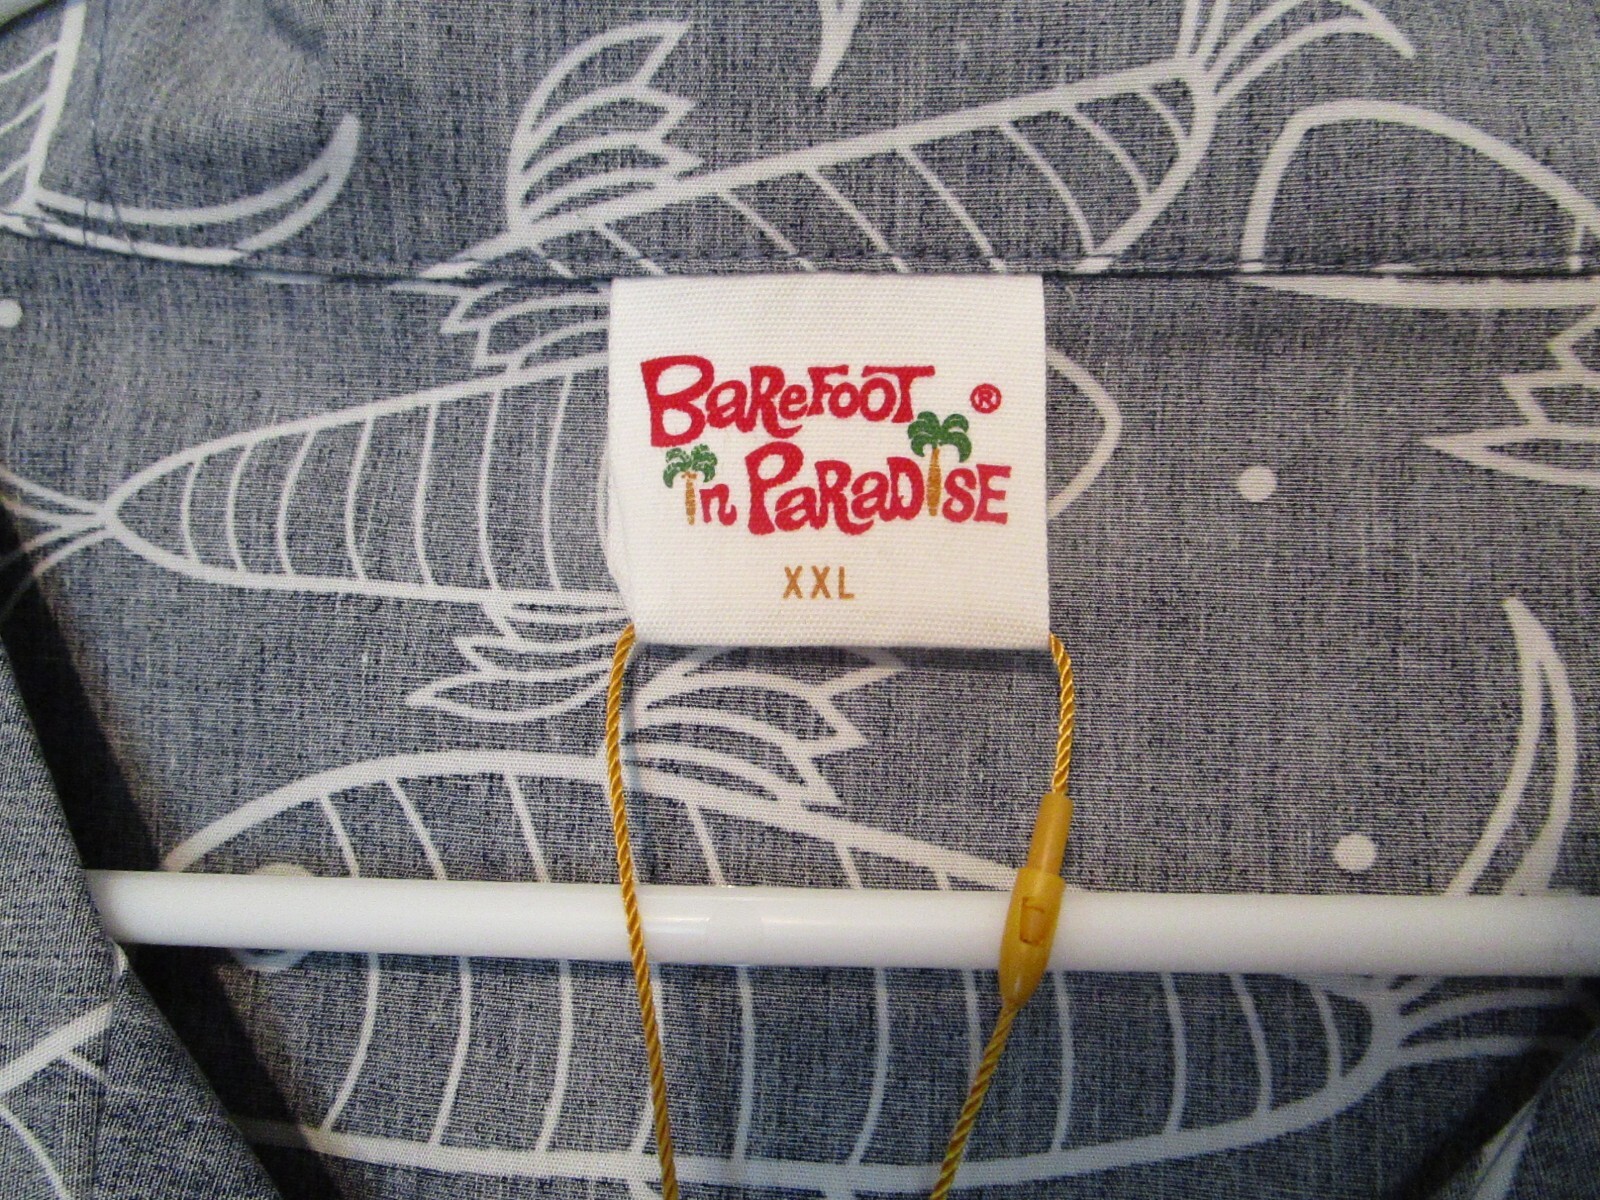 BaReFOOT ®
in PaRaDiSE
XXL